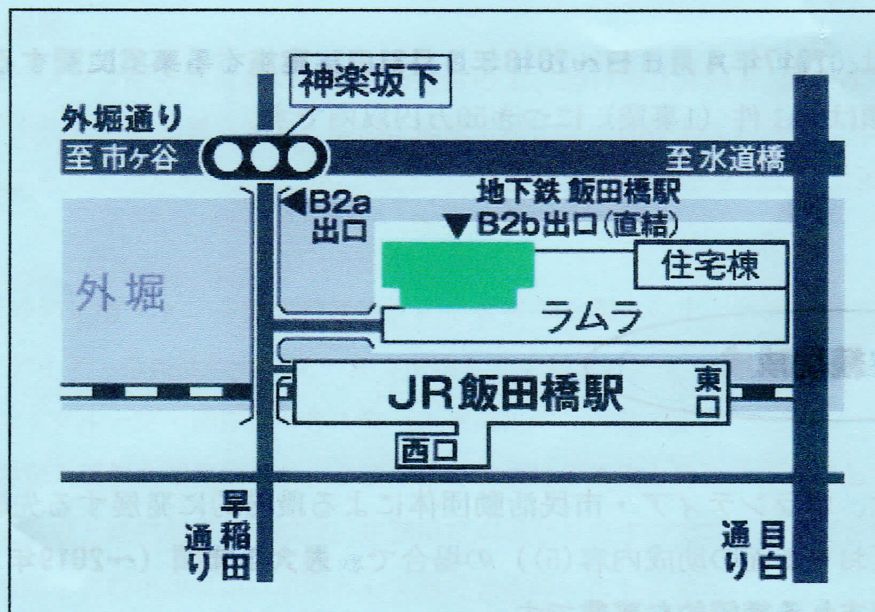 神楽坂下
外堀通り
至市ヶ谷
至水道橋
地下鉄 飯田橋駅
B2a
出口
B2b出口(直結)
住宅棟
外堀
ラムラ
JR飯田橋駅
東口
西口
早稲田通り
目白通り